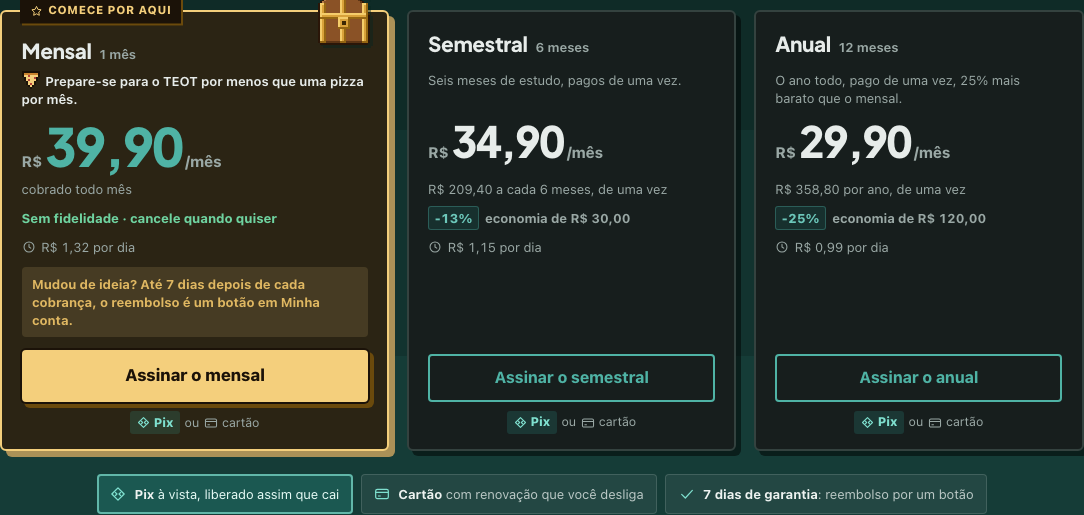 COMECE POR AQUI
Mensal 1 mês
Prepare-se para o TEOT por menos que uma pizza
por mês.
R$ 39,90/mês
cobrado todo mês
Sem fidelidade · cancele quando quiser
R$ 1,32 por dia
Mudou de ideia? Até 7 dias depois de cada
cobrança, o reembolso é um botão em Minha
conta.
Assinar o mensal
Pix ou cartão
Semestral 6 meses
Seis meses de estudo, pagos de uma vez.
R$ 34,90/mês
R$ 209,40 a cada 6 meses, de uma vez
-13% economia de R$ 30,00
R$ 1,15 por dia
Assinar o semestral
Pix ou cartão
Anual 12 meses
O ano todo, pago de uma vez, 25% mais
barato que o mensal.
R$ 29,90/mês
R$ 358,80 por ano, de uma vez
-25% economia de R$ 120,00
R$ 0,99 por dia
Assinar o anual
Pix ou cartão
Pix à vista, liberado assim que cai
Cartão com renovação que você desliga
7 dias de garantia: reembolso por um botão